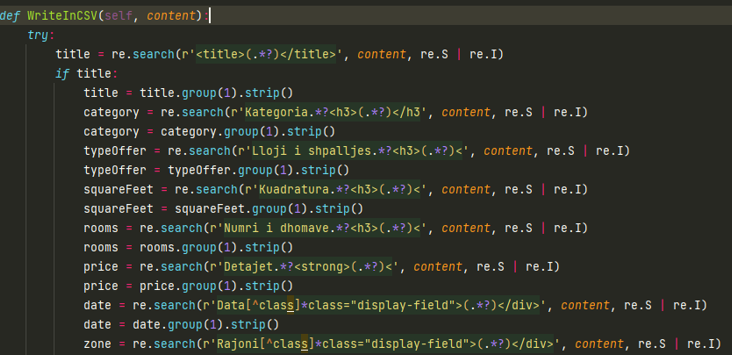 def WriteInCSV(self, content):
try:
title = re.search(r'<title>(.*?)</title>', content, re.S | re.I)
if title:
title = title.group(1).strip()
category = re.search(r'Kategoria.*?<h3>(.*?)</h3', content, re.S | re.I)
category = category.group(1).strip()
typeOffer = re.search(r'Lloji i shpalljes.*?<h3>(.*?)<', content, re.S | re.I)
typeOffer = typeOffer.group(1).strip()
squareFeet = re.search(r'Kuadratura.*?<h3>(.*?)<', content, re.S | re.I)
squareFeet = squareFeet.group(1).strip()
rooms = re.search(r'Numri i dhomave.*?<h3>(.*?)<', content, re.S | re.I)
rooms = rooms.group(1).strip()
price = re.search(r'Detajet.*?<strong>(.*?)<', content, re.S | re.I)
price = price.group(1).strip()
date = re.search(r'Data[^class]*class="display-field">(.*?)</div>', content, re.S | re.I)
date = date.group(1).strip()
zone = re.search(r'Rajoni[^class]*class="display-field">(.*?)</div>', content, re.S | re.I)